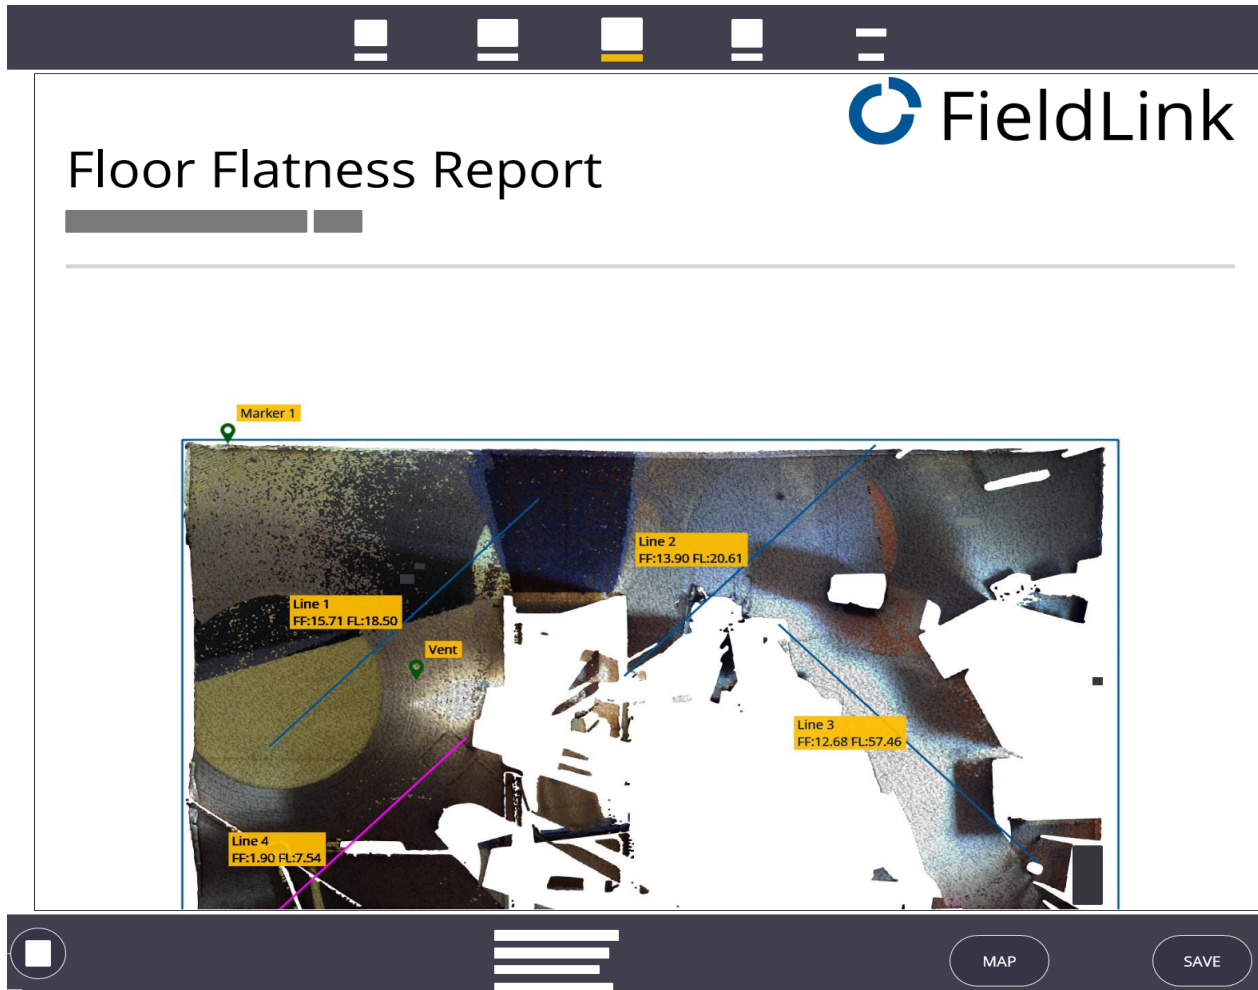 FieldLink
Floor Flatness Report
Marker 1
Line 2
FF:13.90 FL:20.61
Line 1
FF:15.71 FL:18.50
Vent
Line 3
FF:12.68 FL:57.46
Line 4
FF:1.90 FL:7.54
MAP
SAVE